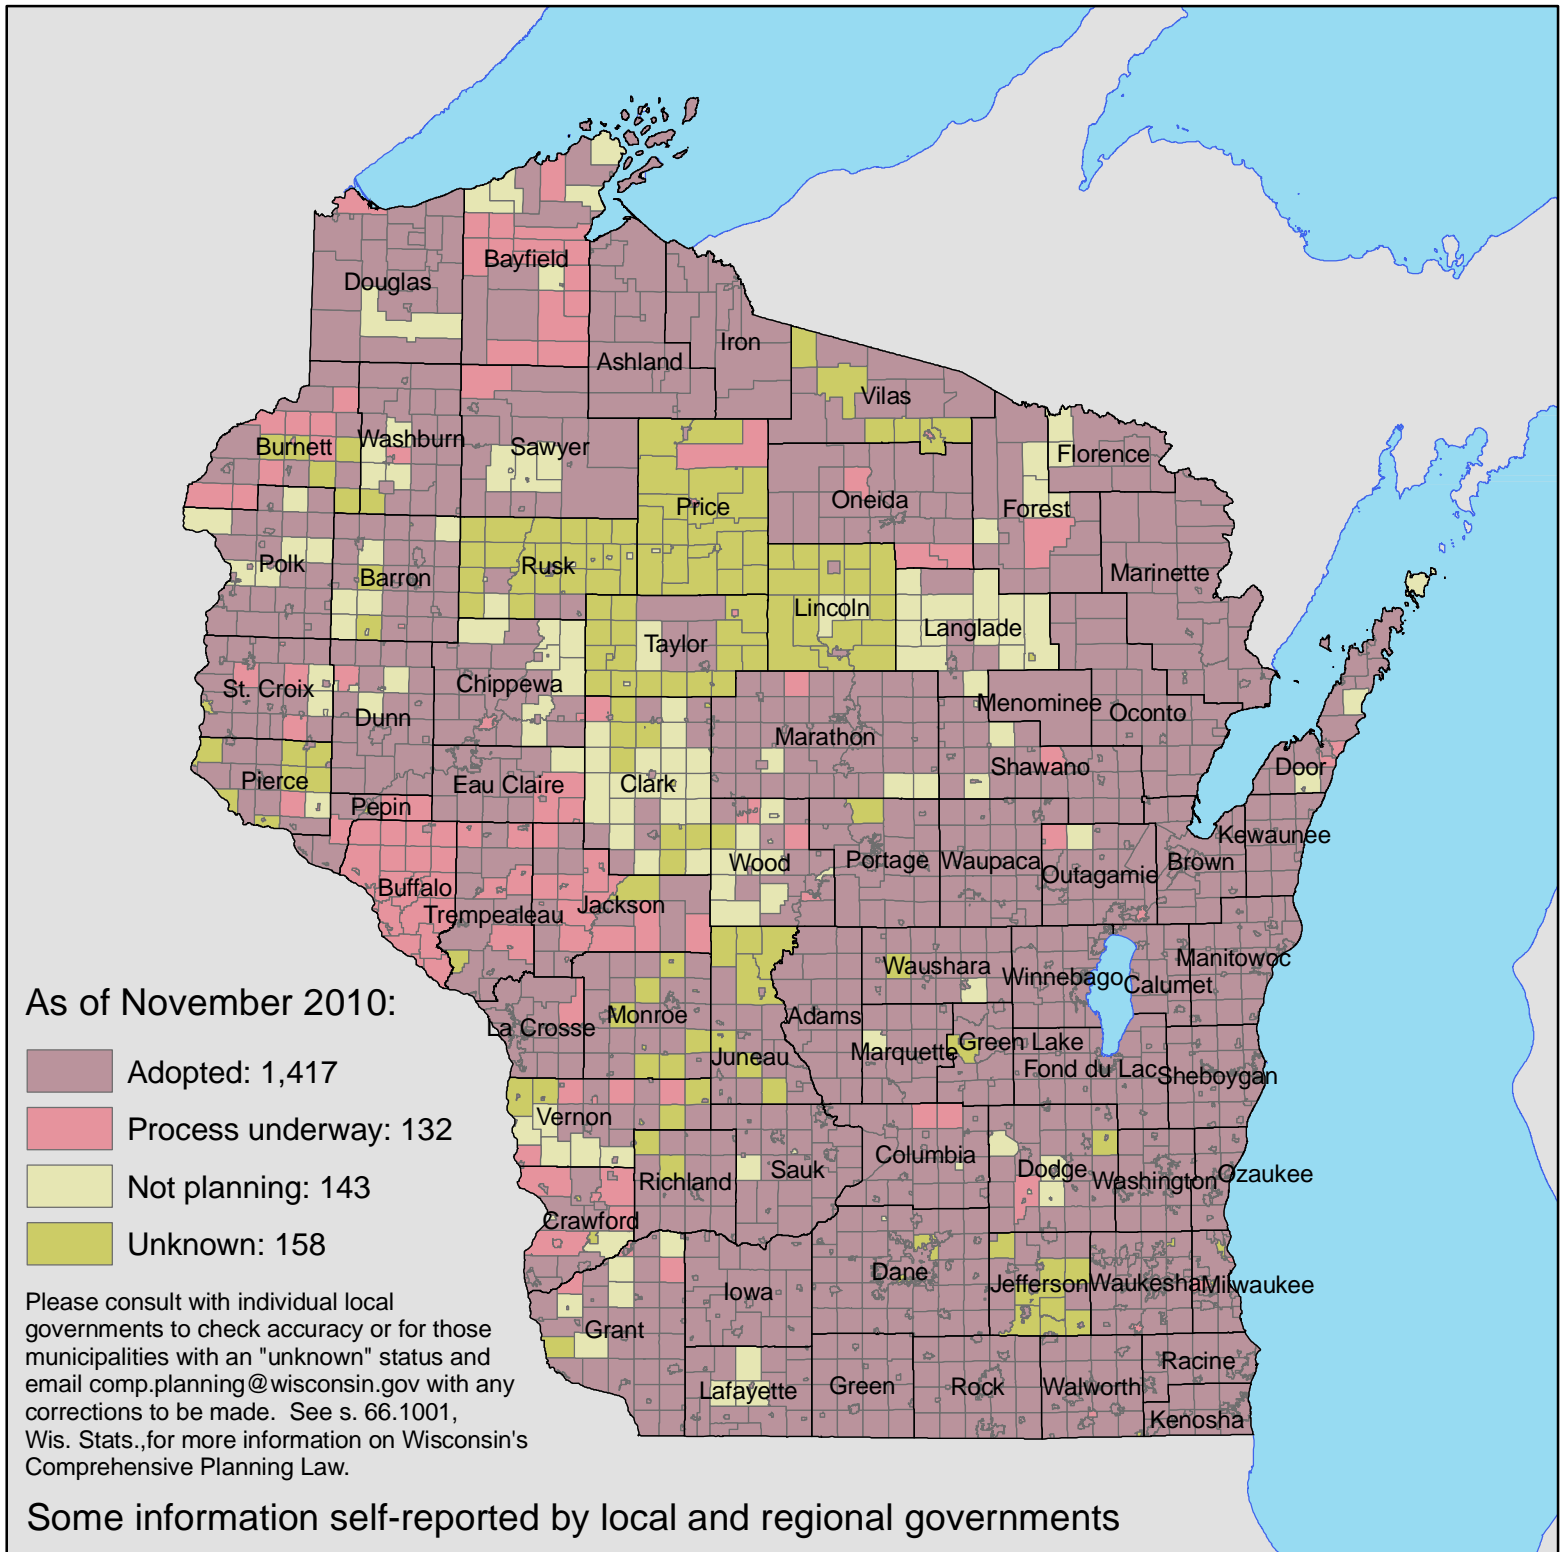 Bayfield
Douglas
Iron
Ashland
Vilas
Burnett
Washburn
Sawyer
Florence
Price
Oneida
Forest
Polk
Barron
Rusk
Marinette
Lincoln
Langlade
Taylor
St. Croix
Chippewa
Menominee
Oconto
Dunn
Marathon
Pierce
Eau Claire
Clark
Shawano
Door
Pepin
Kewaunee
Wood
Portage
Waupaca
Outagamie
Brown
Buffalo
Trempealeau
Jackson
Waushara
Winnebago
Calumet
Manitowoc
La Crosse
Monroe
Adams
Juneau
Marquette
Green Lake
Fond du Lac
Sheboygan
Vernon
Richland
Sauk
Columbia
Dodge
Washington
Ozaukee
Crawford
Dane
Iowa
Jefferson
Waukesha
Milwaukee
Grant
Lafayette
Green
Rock
Walworth
Racine
Kenosha
As of November 2010:
Adopted: 1,417
Process underway: 132
Not planning: 143
Unknown: 158
Please consult with individual local
governments to check accuracy or for those
municipalities with an "unknown" status and
email comp.planning@wisconsin.gov with any
corrections to be made.  See s. 66.1001,
Wis. Stats.,for more information on Wisconsin's
Comprehensive Planning Law.
Some information self-reported by local and regional governments